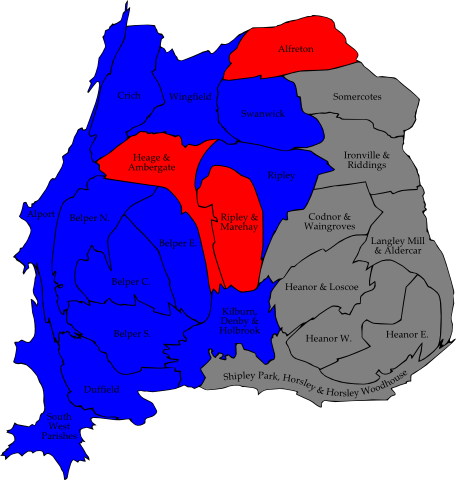 Alfreton
Crich
Wingfield
Somercotes
Swanwick
Heage &
Ambergate
Ironville &
Riddings
Ripley
Alport
Belper N.
Ripley &
Marehay
Codnor &
Waingroves
Belper E.
Langley Mill
& Aldercar
Belper C.
Heanor & Loscoe
Kilburn,
Denby &
Holbrook
Belper S.
Heanor W.
Heanor E.
Duffield
Shipley Park, Horsley & Horsley Woodhouse
South
West
Parishes